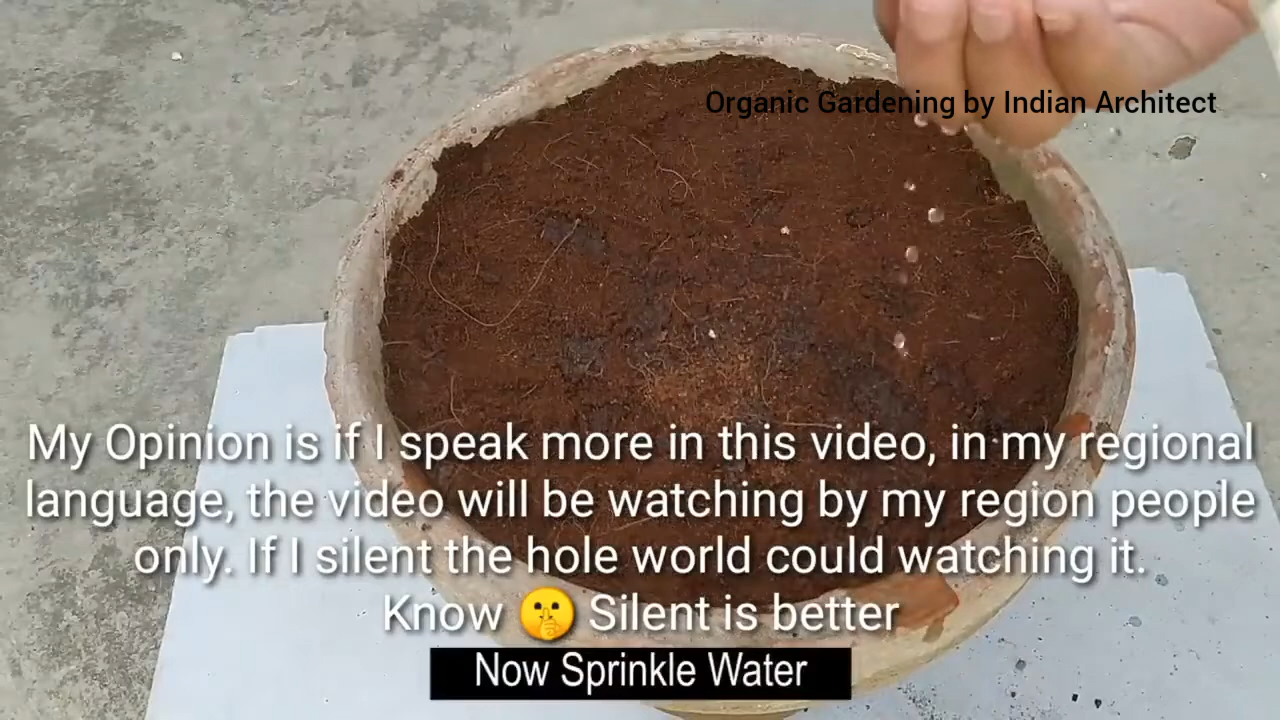 Organic Gardening by Indian Architect
My Opinion is if I speak more in this video, in my regional
language, the video will be watching by my region people
only. If I silent the hole world could watching it.
Know 🤫 Silent is better
Now Sprinkle Water